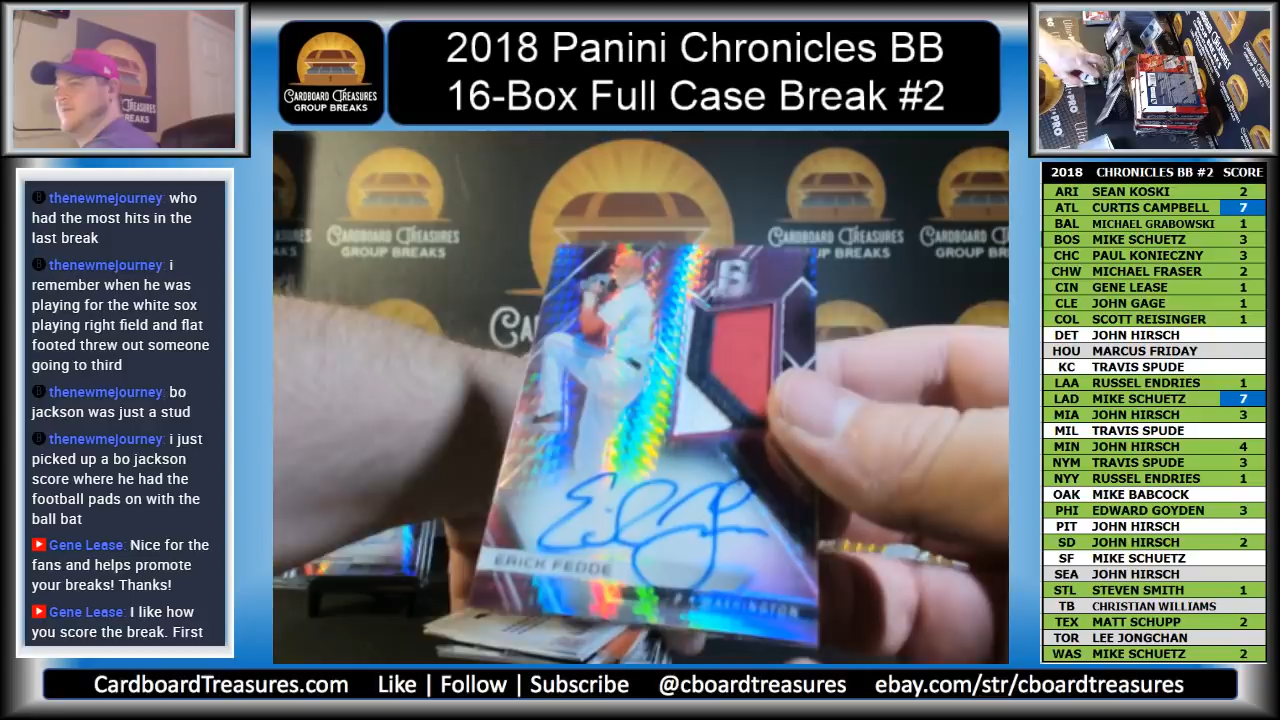 2018 Panini Chronicles BB
16-Box Full Case Break #2
CARDBOARD TREASURES
GROUP BREAKS
BREAKS
thenewmejourney: who
had the most hits in the
last break
thenewmejourney: i
remember when he was
playing for the white sox
playing right field and flat
footed threw out someone
going to third
thenewmejourney: bo
jackson was just a stud
thenewmejourney: i just
picked up a bo jackson
score where he had the
football pads on with the
ball bat
Gene Lease: Nice for the
fans and helps promote
your breaks! Thanks!
Gene Lease: I like how
you score the break. First
CARDBOARD TREASURES
GROUP BREAKS
CARDBOARD TREASURES
GROUP BREAKS
ERICK FEDDE
2018 CHRONICLES BB #2 SCORE
ARI SEAN KOSKI 2
ATL CURTIS CAMPBELL 7
BAL MICHAEL GRABOWSKI 1
BOS MIKE SCHUETZ 3
CHC PAUL KONIECZNY 3
CHW MICHAEL FRASER 2
CIN GENE LEASE 1
CLE JOHN GAGE 1
COL SCOTT REISINGER 1
DET JOHN HIRSCH
HOU MARCUS FRIDAY
KC TRAVIS SPUDE
LAA RUSSEL ENDRIES 1
LAD MIKE SCHUETZ 7
MIA JOHN HIRSCH 3
MIL TRAVIS SPUDE
MIN JOHN HIRSCH 4
NYM TRAVIS SPUDE 3
NYY RUSSEL ENDRIES 1
OAK MIKE BABCOCK
PHI EDWARD GOYDEN 3
PIT JOHN HIRSCH
SD JOHN HIRSCH 2
SF MIKE SCHUETZ
SEA JOHN HIRSCH
STL STEVEN SMITH 1
TB CHRISTIAN WILLIAMS
TEX MATT SCHUPP 2
TOR LEE JONGCHAN
WAS MIKE SCHUETZ 2
CardboardTreasures.com Like | Follow | Subscribe @cboardtreasures ebay.com/str/cboardtreasures